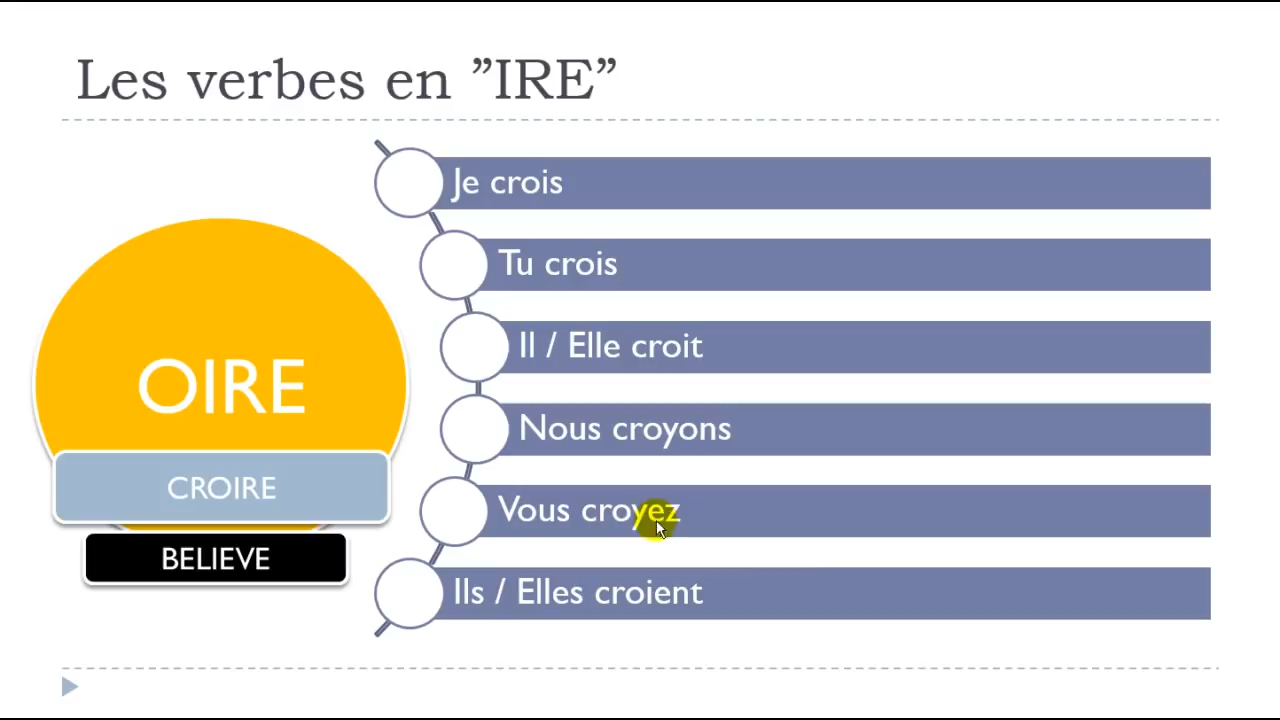 Les verbes en ”IRE”
OIRE
CROIRE
BELIEVE
Je crois
Tu crois
Il / Elle croit
Nous croyons
Vous croyez
Ils / Elles croient